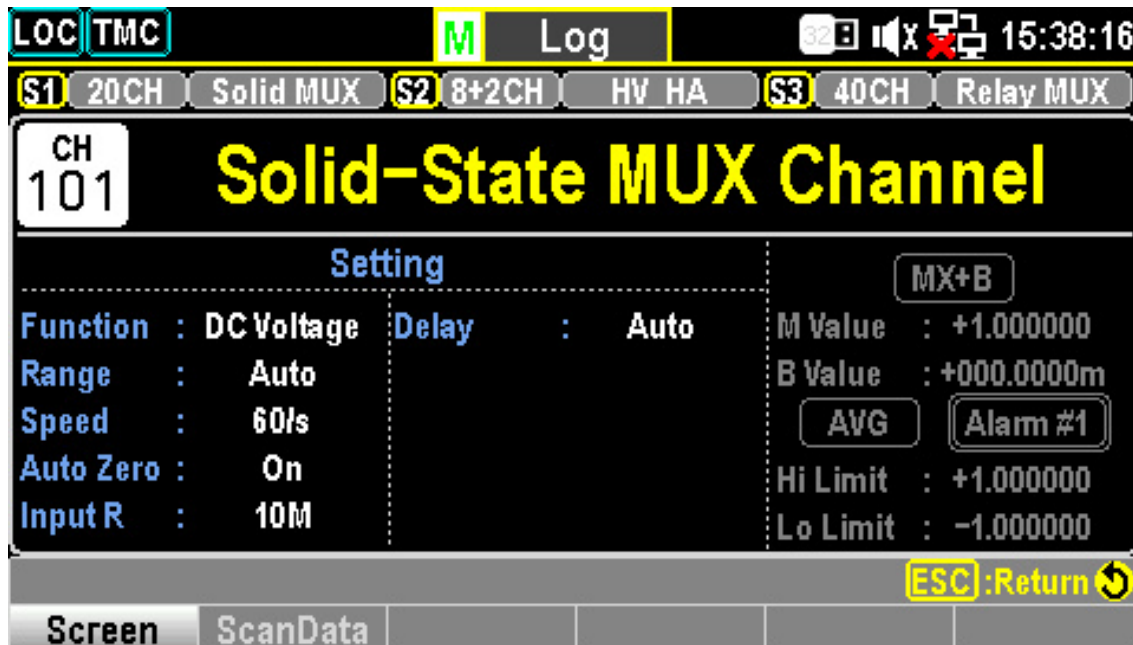 LOC TMC M Log 32 X 15:38:16
S1 20CH Solid MUX S2 8+2CH HV HA S3 40CH Relay MUX
CH
101
Solid-State MUX Channel
Setting
Function : DC Voltage
Range : Auto
Speed : 60/s
Auto Zero : On
Input R : 10M
Delay : Auto
MX+B
M Value : +1.000000
B Value : +000.0000m
AVG Alarm #1
Hi Limit : +1.000000
Lo Limit : -1.000000
ESC :Return
Screen ScanData